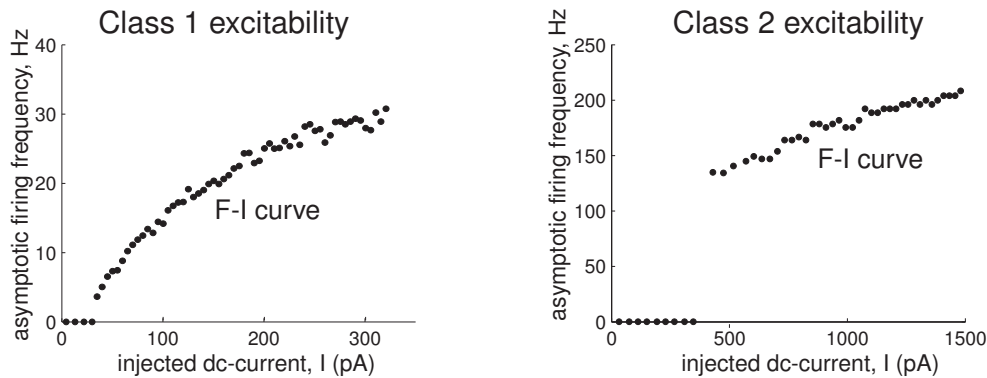 Class 1 excitability
asymptotic firing frequency, Hz
40
30
20
10
0
F-I curve
0 100 200 300
injected dc-current, I (pA)
Class 2 excitability
asymptotic firing frequency, Hz
250
200
150
100
50
0
F-I curve
0 500 1000 1500
injected dc-current, I (pA)